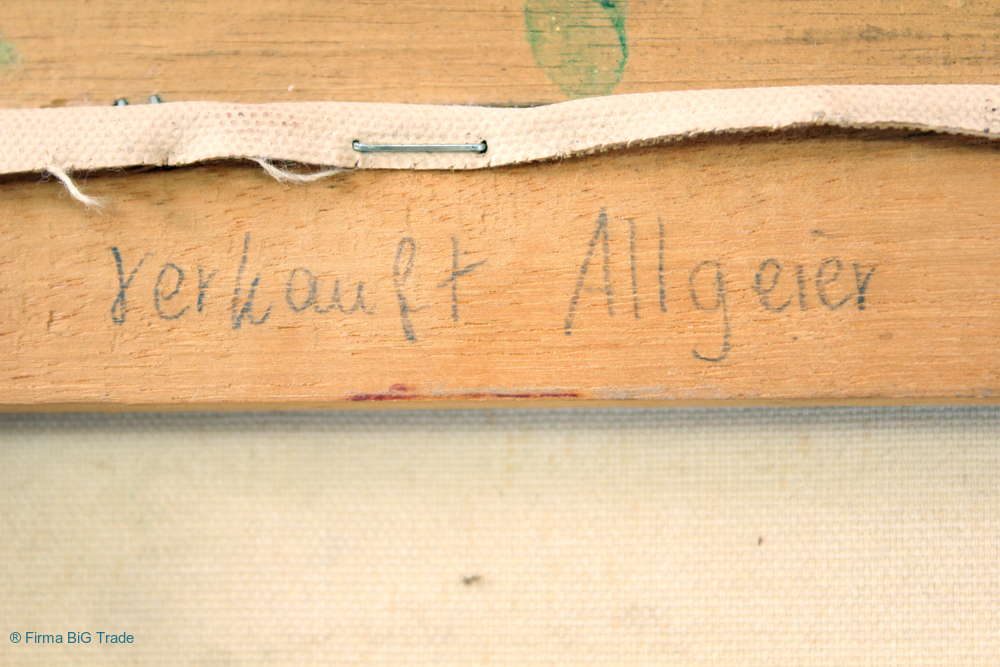 verkauft Allgeier
® Firma BiG Trade